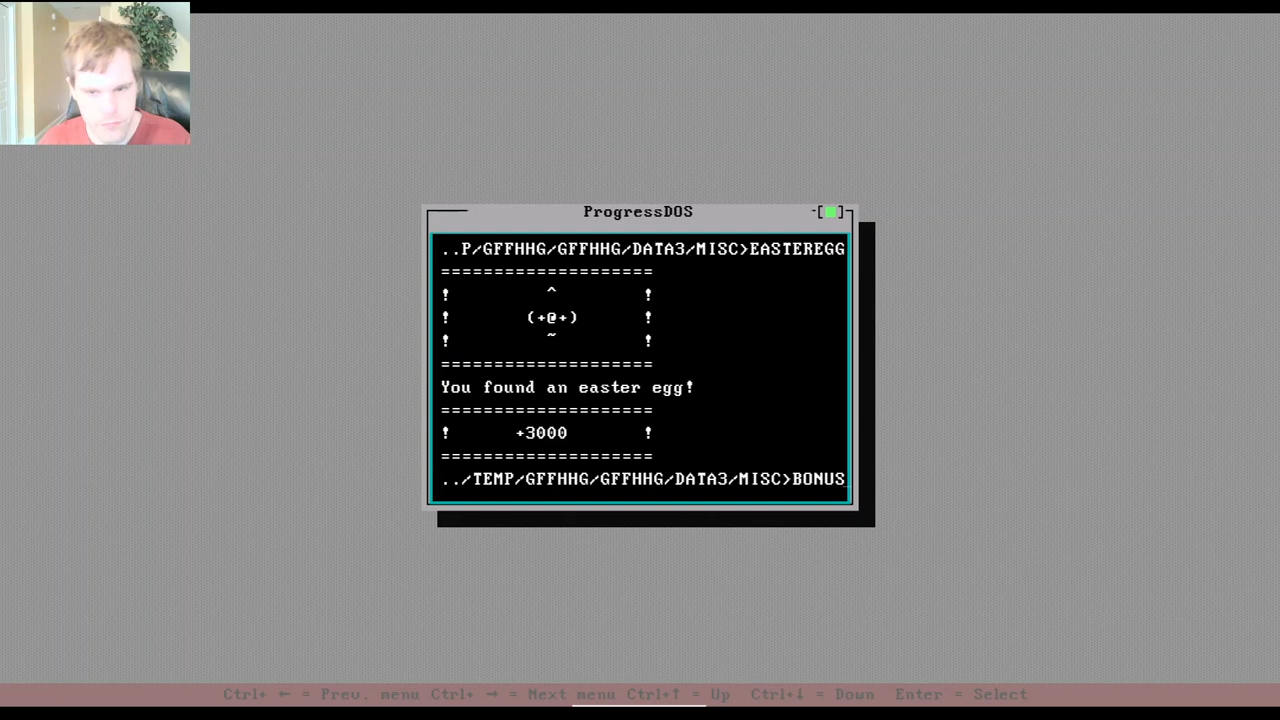 ProgressDOS
-[■]
..P/GFFHHG/GFFHHG/DATA3/MISC>EASTEREGG
====================
! ^ !
! (+@+) !
! ~ !
====================
You found an easter egg!
====================
! +3000 !
====================
../TEMP/GFFHHG/GFFHHG/DATA3/MISC>BONUS_
Ctrl+ ← = Prev. menu Ctrl+ → = Next menu Ctrl+↑ = Up Ctrl+↓ = Down Enter = Select